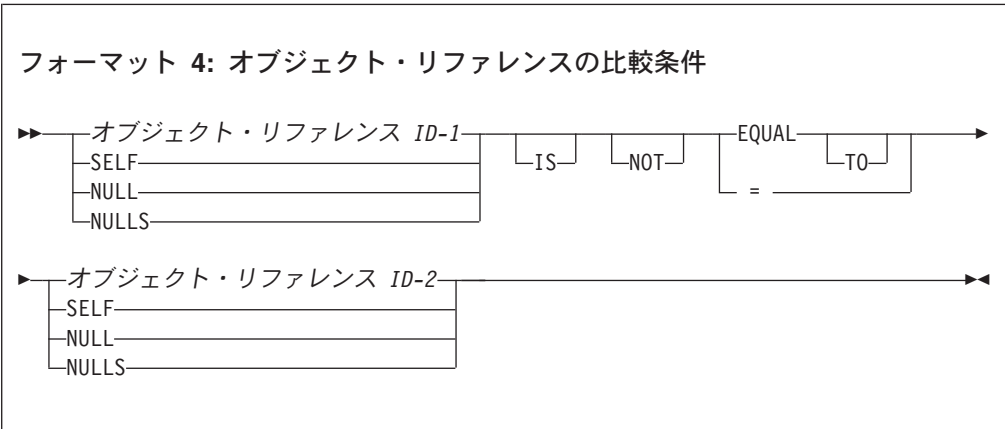 フォーマット 4: オブジェクト・リファレンスの比較条件
オブジェクト・リファレンス ID-1 IS NOT EQUAL TO
SELF =
NULL
NULLS
オブジェクト・リファレンス ID-2
SELF
NULL
NULLS